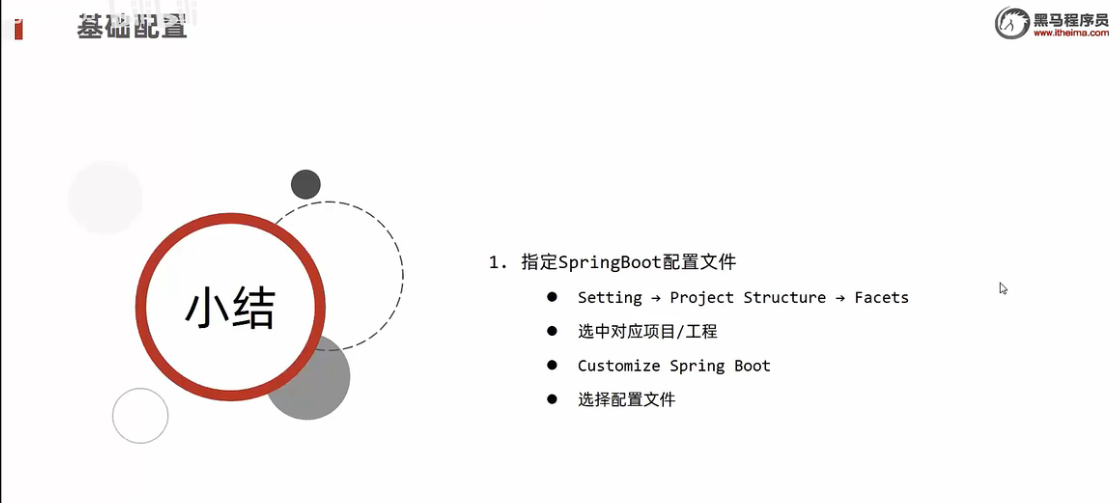 基础配置
黑马程序员
www.itheima.com
小结
1. 指定SpringBoot配置文件
● Setting → Project Structure → Facets
● 选中对应项目/工程
● Customize Spring Boot
● 选择配置文件